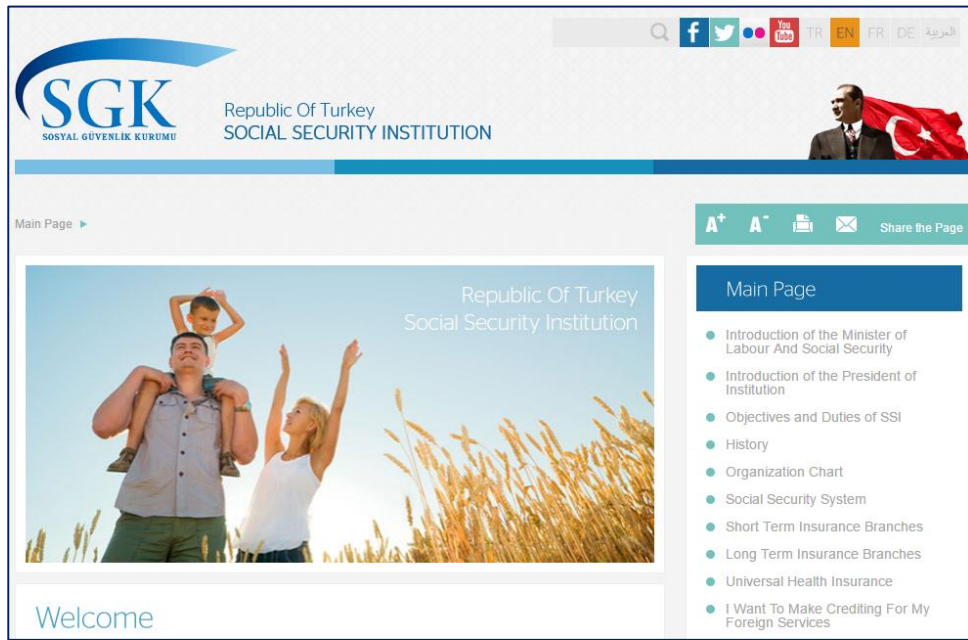 f
You
Tube
TR
EN
FR
DE
العربية
SGK
SOSYAL GÜVENLİK KURUMU
Republic Of Turkey
SOCIAL SECURITY INSTITUTION
Main Page
A+
A-
Share the Page
Republic Of Turkey
Social Security Institution
Main Page
Introduction of the Minister of
Labour And Social Security
Introduction of the President of
Institution
Objectives and Duties of SSI
History
Organization Chart
Social Security System
Short Term Insurance Branches
Long Term Insurance Branches
Universal Health Insurance
I Want To Make Crediting For My
Foreign Services
Welcome